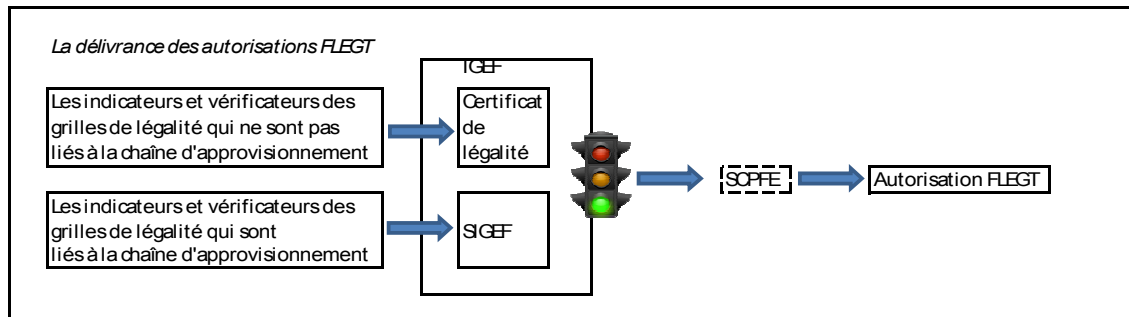 La délivrance des autorisations FLEGT
IGEF
Les indicateurs et vérificateurs des
grilles de légalité qui ne sont pas
liés à la chaîne d'approvisionnement
Certificat
de
légalité
SCPFE
Autorisation FLEGT
Les indicateurs et vérificateurs des
grilles de légalité qui sont
liés à la chaîne d'approvisionnement
SIGEF